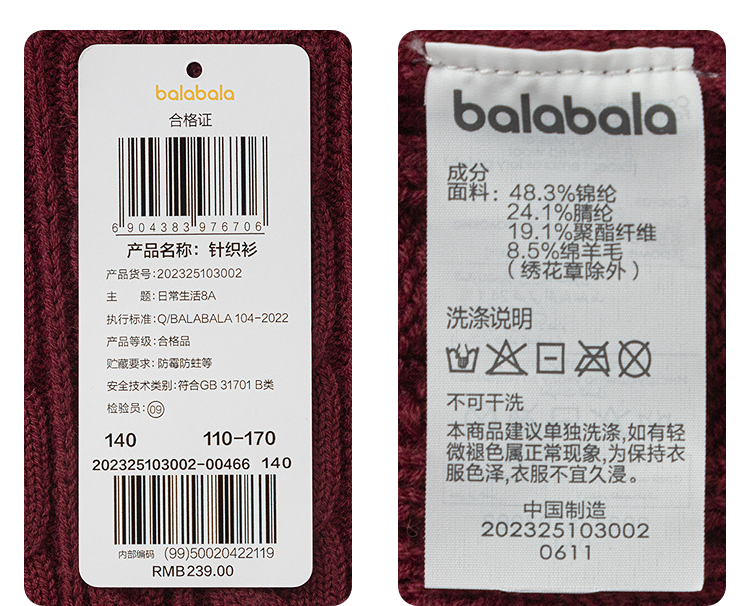 balabala
合格证
6 904383 976706
产品名称：针织衫
产品货号：202325103002
主　题：日常生活8A
执行标准：Q/BALABALA 104-2022
产品等级：合格品
贮藏要求：防霉防蛀等
安全技术类别：符合GB 31701 B类
检验员：09
140 110-170
202325103002-00466 140
内部编码 (99)50020422119
RMB239.00
balabala
成分
面料：48.3%锦纶
24.1%腈纶
19.1%聚酯纤维
8.5%绵羊毛
（绣花章除外）
洗涤说明
不可干洗
本商品建议单独洗涤,如有轻
微褪色属正常现象,为保持衣
服色泽,衣服不宜久浸。
中国制造
202325103002
0611